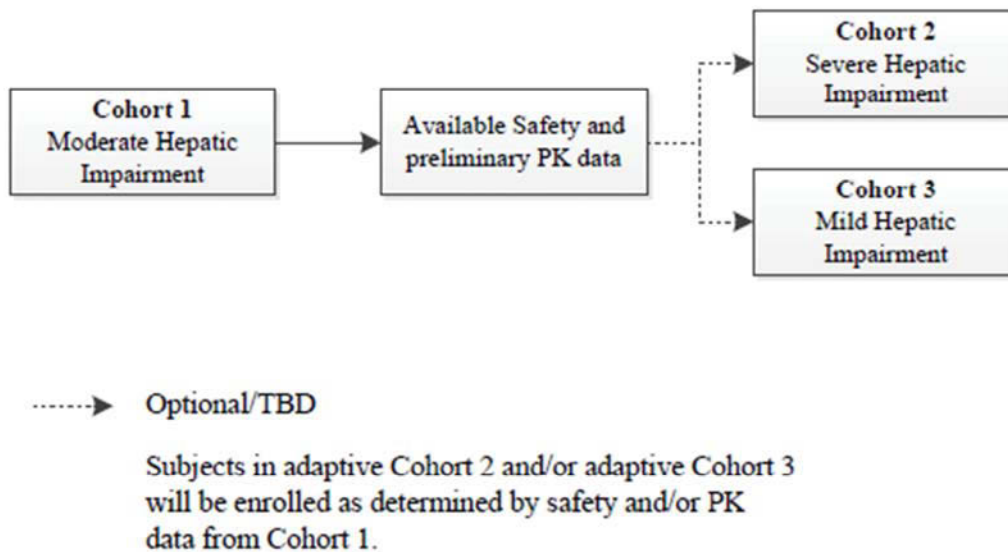 Cohort 1
Moderate Hepatic
Impairment
Available Safety and
preliminary PK data
Cohort 2
Severe Hepatic
Impairment
Cohort 3
Mild Hepatic
Impairment
Optional/TBD
Subjects in adaptive Cohort 2 and/or adaptive Cohort 3
will be enrolled as determined by safety and/or PK
data from Cohort 1.